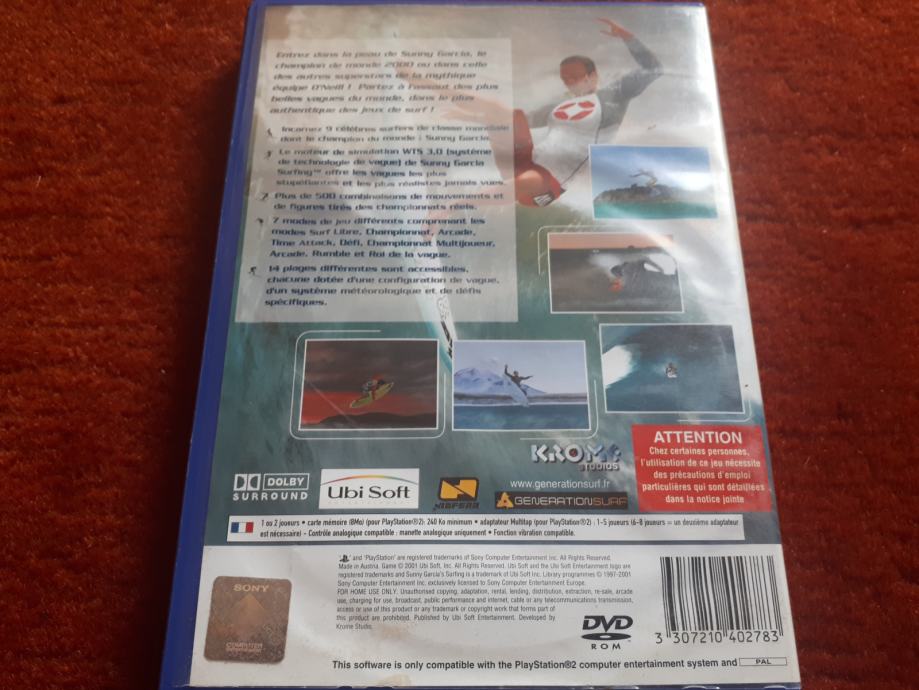 Entrez dans la peau de Sunny Garcia, le
champion de monde 2000 ou dans celle
des autres superstars de la mythique
équipe O'Neill ! Partez à l'assaut des plus
belles vagues du monde, dans le plus
authentique des jeux de surf !
Incarnez 9 célèbres surfers de classe mondiale
dont le champion du monde : Sunny Garcia.
Le moteur de simulation WTS 3.0 (système
de technologie de vague) de Sunny Garcia
Surfing™ offre les vagues les plus
stupéfiantes et les plus réalistes jamais vues.
Plus de 500 combinaisons de mouvements et
de figures tirés des championnats réels.
7 modes de jeu différents comprenant les
modes Surf Libre, Championnat, Arcade,
Time Attack, Défi, Championnat Multijoueur,
Arcade, Rumble et Roi de la vague.
14 plages différentes sont accessibles,
chacune dotée d'une configuration de vague,
d'un système météorologique et de défis
spécifiques.
KROME
STUDIOS
ATTENTION
Chez certaines personnes,
l'utilisation de ce jeu nécessite
des précautions d'emploi
particulières qui sont détaillées
dans la notice jointe
DOLBY
SURROUND
Ubi Soft
www.generationsurf.fr
GENERATIONSURF
1 ou 2 joueurs • carte mémoire (8Mo) (pour PlayStation®2): 240 Ko minimum • adaptateur Multitap (pour PlayStation®2) : 1-5 joueurs (6-8 joueurs = un deuxième adaptateur
est nécessaire) - Contrôle analogique compatible : manette analogique uniquement • Fonction vibration compatible.
and "PlayStation" are registered trademarks of Sony Computer Entertainment Inc. All Rights Reserved.
Made in Austria. Game © 2001 Ubi Soft, Inc. All Rights Reserved. Ubi Soft and the Ubi Soft Entertainment logo are
registered trademarks of Ubi Soft Inc. and Sunny Garcia's Surfing is a trademark of Ubi Soft Inc. Library programmes © 1997-2001
Sony Computer Entertainment Inc. exclusively licensed to Sony Computer Entertainment Europe.
FOR HOME USE ONLY. Unauthorised copying, adaptation, rental, lending, distribution, extraction, re-sale, arcade
use, charging for use, broadcast, public performance and internet, cable or any telecommunications transmission,
access or use of this product or any trademark or copyright work that forms part of
this product are prohibited. Published by Ubi Soft Entertainment. Developed by
Krome Studio.
SONY
COMPUTER
DVD
ROM
3 307210 402783
This software is only compatible with the PlayStation®2 computer entertainment system and PAL